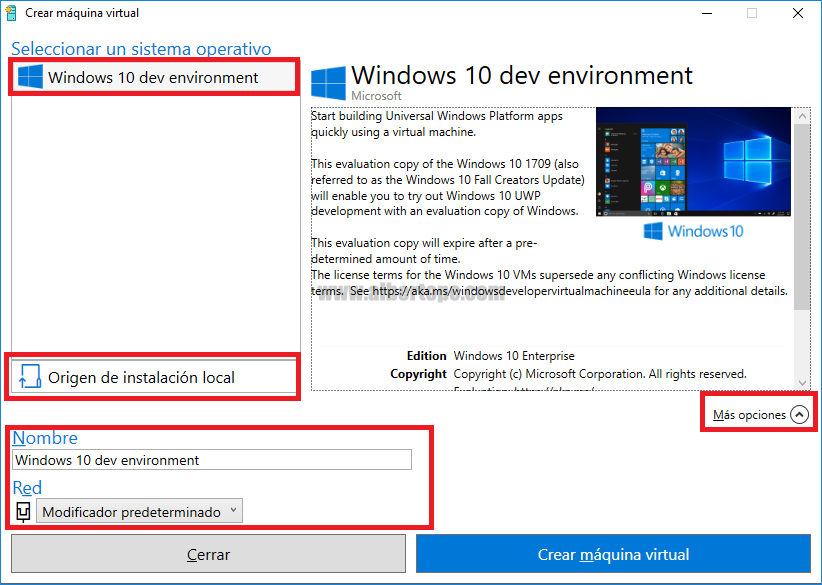 Crear máquina virtual
Seleccionar un sistema operativo
Windows 10 dev environment
Origen de instalación local
Windows 10 dev environment
Microsoft
Start building Universal Windows Platform apps
quickly using a virtual machine.
This evaluation copy of the Windows 10 1709 (also
referred to as the Windows 10 Fall Creators Update)
will enable you to try out Windows 10 UWP
development with an evaluation copy of Windows.
This evaluation copy will expire after a pre-
determined amount of time.
The license terms for the Windows 10 VMs supersede any conflicting Windows license
terms. See https://aka.ms/windowsdevelopervirtualmachineeula for any additional details.
Windows 10
www.albertopc.com
Edition Windows 10 Enterprise
Copyright Copyright (c) Microsoft Corporation. All rights reserved.
Más opciones
Nombre
Windows 10 dev environment
Red
Modificador predeterminado
Cerrar
Crear máquina virtual